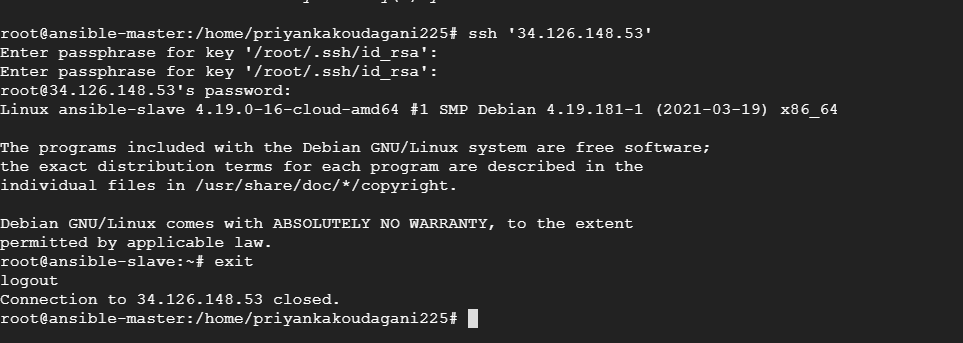 root@ansible-master:/home/priyankakoudagani225# ssh '34.126.148.53'
Enter passphrase for key '/root/.ssh/id_rsa':
Enter passphrase for key '/root/.ssh/id_rsa':
root@34.126.148.53's password:
Linux ansible-slave 4.19.0-16-cloud-amd64 #1 SMP Debian 4.19.181-1 (2021-03-19) x86_64
The programs included with the Debian GNU/Linux system are free software;
the exact distribution terms for each program are described in the
individual files in /usr/share/doc/*/copyright.
Debian GNU/Linux comes with ABSOLUTELY NO WARRANTY, to the extent
permitted by applicable law.
root@ansible-slave:~# exit
logout
Connection to 34.126.148.53 closed.
root@ansible-master:/home/priyankakoudagani225#